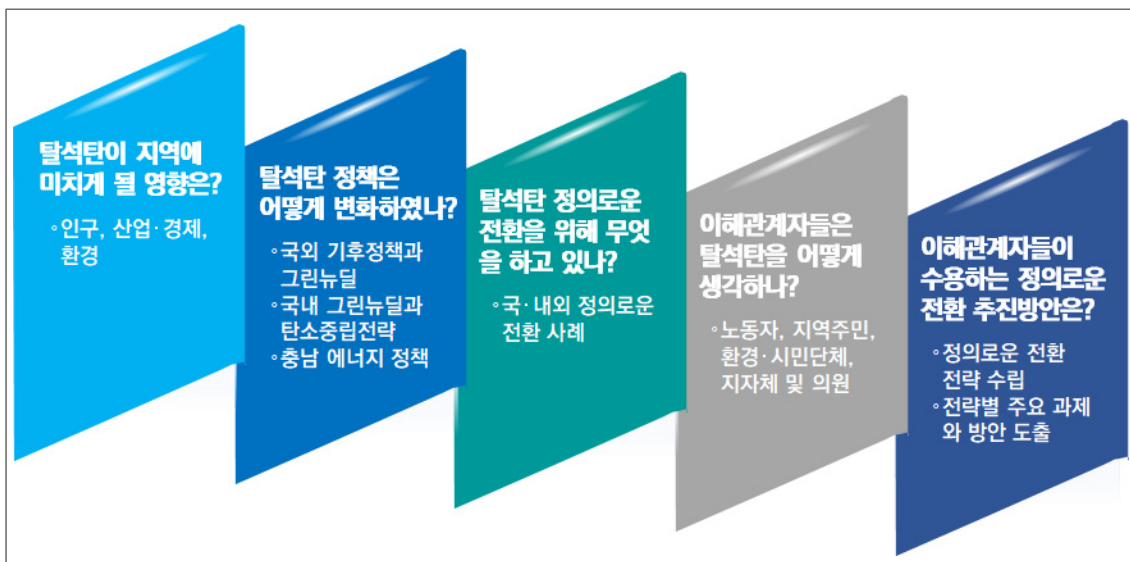 탈석탄이 지역에
미치게 될 영향은?
◦인구, 산업·경제,
환경
탈석탄 정책은
어떻게 변화하였나?
◦국외 기후정책과
그린뉴딜
◦국내 그린뉴딜과
탄소중립전략
◦충남 에너지 정책
탈석탄 정의로운
전환을 위해 무엇
을 하고 있나?
◦국·내외 정의로운
전환 사례
이해관계자들은
탈석탄을 어떻게
생각하나?
◦노동자, 지역주민,
환경·시민단체,
지자체 및 의원
이해관계자들이
수용하는 정의로운
전환 추진방안은?
◦정의로운 전환
전략 수립
◦전략별 주요 과제
와 방안 도출